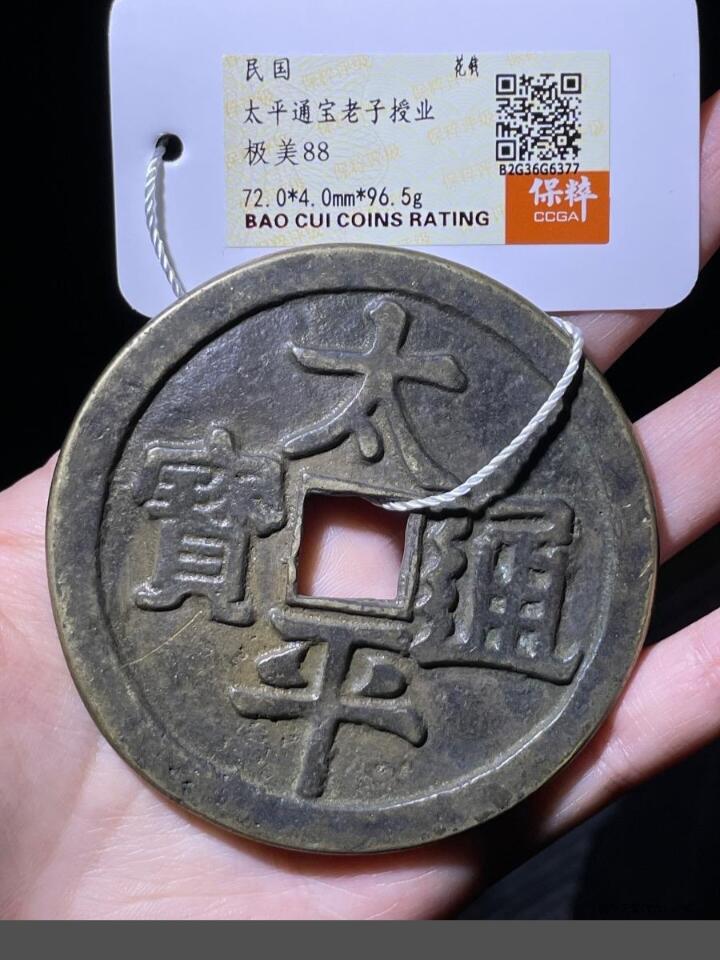 民国 花钱
太平通宝老子授业
极美88
B2G36G6377
72.0*4.0mm*96.5g
BAO CUI COINS RATING
保粹
CCGA
太平通寳